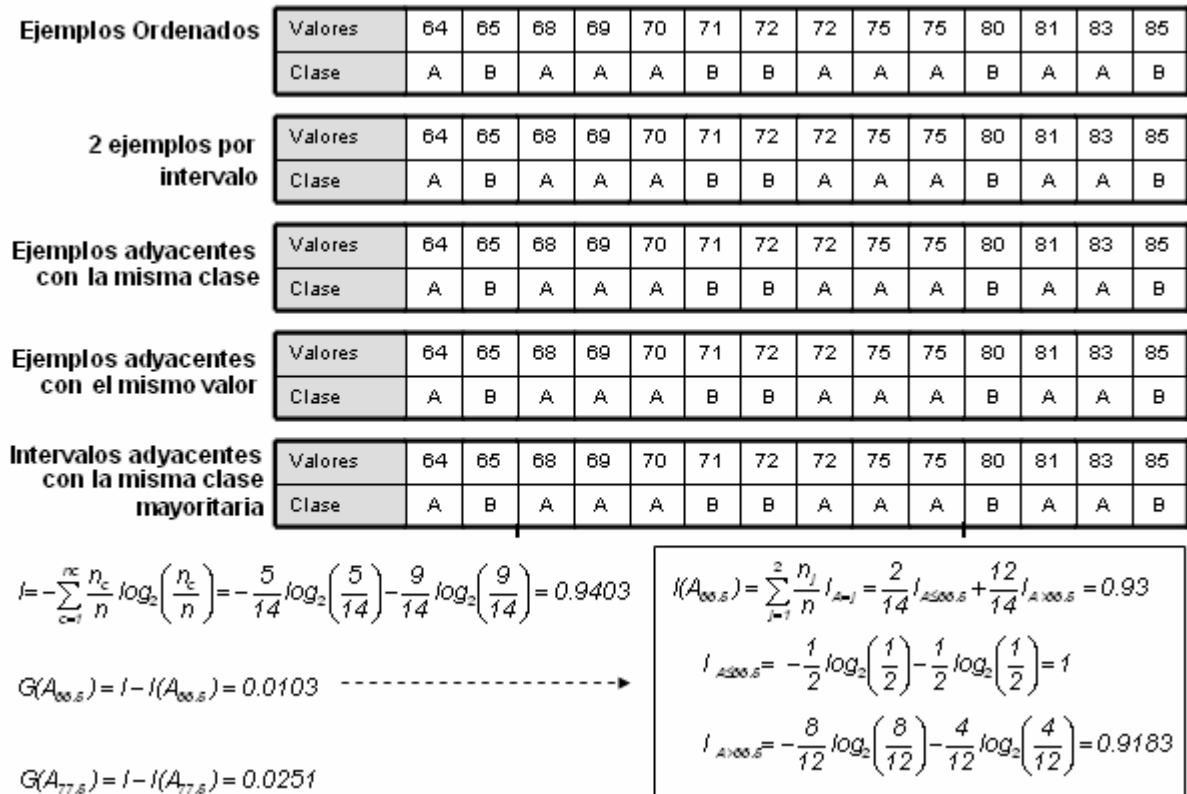 Ejemplos Ordenados
Valores 64 65 68 69 70 71 72 72 75 75 80 81 83 85
Clase A B A A A B B A A A B A A B
2 ejemplos por
intervalo
Valores 64 65 68 69 70 71 72 72 75 75 80 81 83 85
Clase A B A A A B B A A A B A A B
Ejemplos adyacentes
con la misma clase
Valores 64 65 68 69 70 71 72 72 75 75 80 81 83 85
Clase A B A A A B B A A A B A A B
Ejemplos adyacentes
con el mismo valor
Valores 64 65 68 69 70 71 72 72 75 75 80 81 83 85
Clase A B A A A B B A A A B A A B
Intervalos adyacentes
con la misma clase
mayoritaria
Valores 64 65 68 69 70 71 72 72 75 75 80 81 83 85
Clase A B A A A B B A A A B A A B
I = -∑_{c=1}^{nc} n_c/n log₂(n_c/n) = -5/14 log₂(5/14) - 9/14 log₂(9/14) = 0.9403
G(A_{66.5}) = I - I(A_{66.5}) = 0.0103
G(A_{77.5}) = I - I(A_{77.5}) = 0.0251
I(A_{66.5}) = ∑_{j=1}^{2} n_j/n I_{A=j} = 2/14 I_{A≤66.5} + 12/14 I_{A>66.5} = 0.93
I_{A≤66.5} = -1/2 log₂(1/2) - 1/2 log₂(1/2) = 1
I_{A>66.5} = -8/12 log₂(8/12) - 4/12 log₂(4/12) = 0.9183